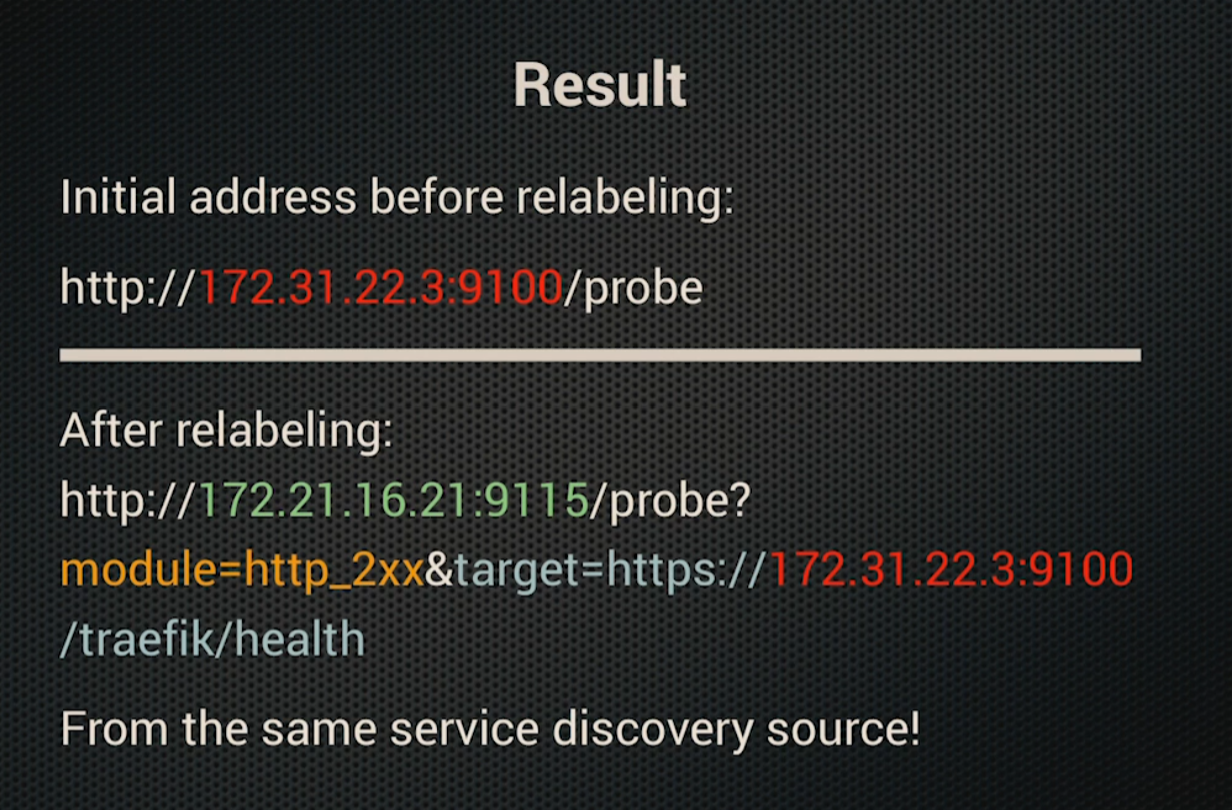 Result
Initial address before relabeling:
http://172.31.22.3:9100/probe
After relabeling:
http://172.21.16.21:9115/probe?
module=http_2xx&target=https://172.31.22.3:9100
/traefik/health
From the same service discovery source!